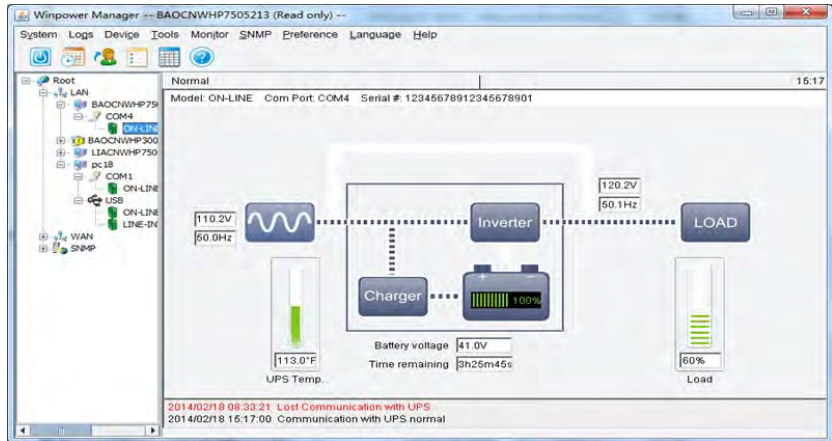 Winpower Manager -- BAOCNWHP7505213 (Read only) --
System Logs Device Tools Monitor SNMP Preference Language Help
Root
LAN
BAOCNWHP75
COM4
ON-LINE
BAOCNWHP300
LIACNWHP750
pc18
COM1
ON-LINE
USB
ON-LINE
LINE-IN
WAN
SNMP
Normal
15:17
Model: ON-LINE Com Port: COM4 Serial #: 12345678912345678901
110.2V
50.0Hz
Inverter
120.2V
50.1Hz
LOAD
Charger
+ -
100%
Battery voltage 41.0V
Time remaining 3h25m45s
113.0°F
UPS Temp.
60%
Load
2014/02/18 08:33:21 Lost Communication with UPS
2014/02/18 15:17:00 Communication with UPS normal